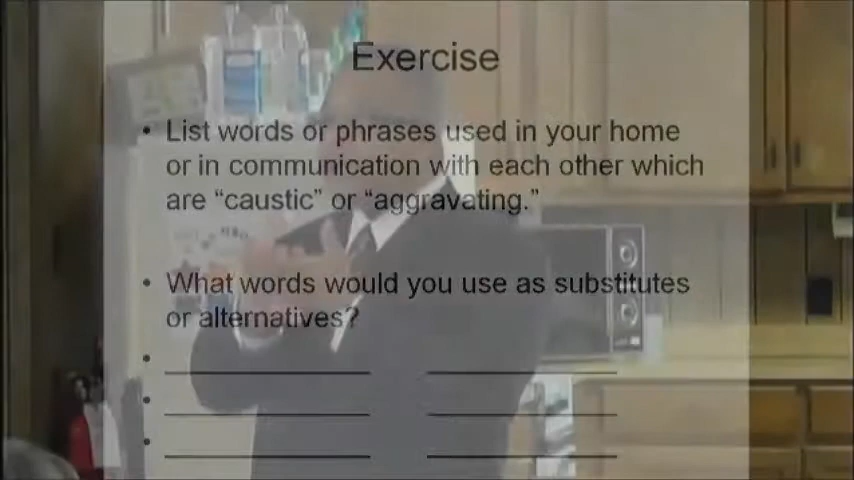 Exercise
• List words or phrases used in your home
or in communication with each other which
are “caustic” or “aggravating.”
• What words would you use as substitutes
or alternatives?
•
•
•